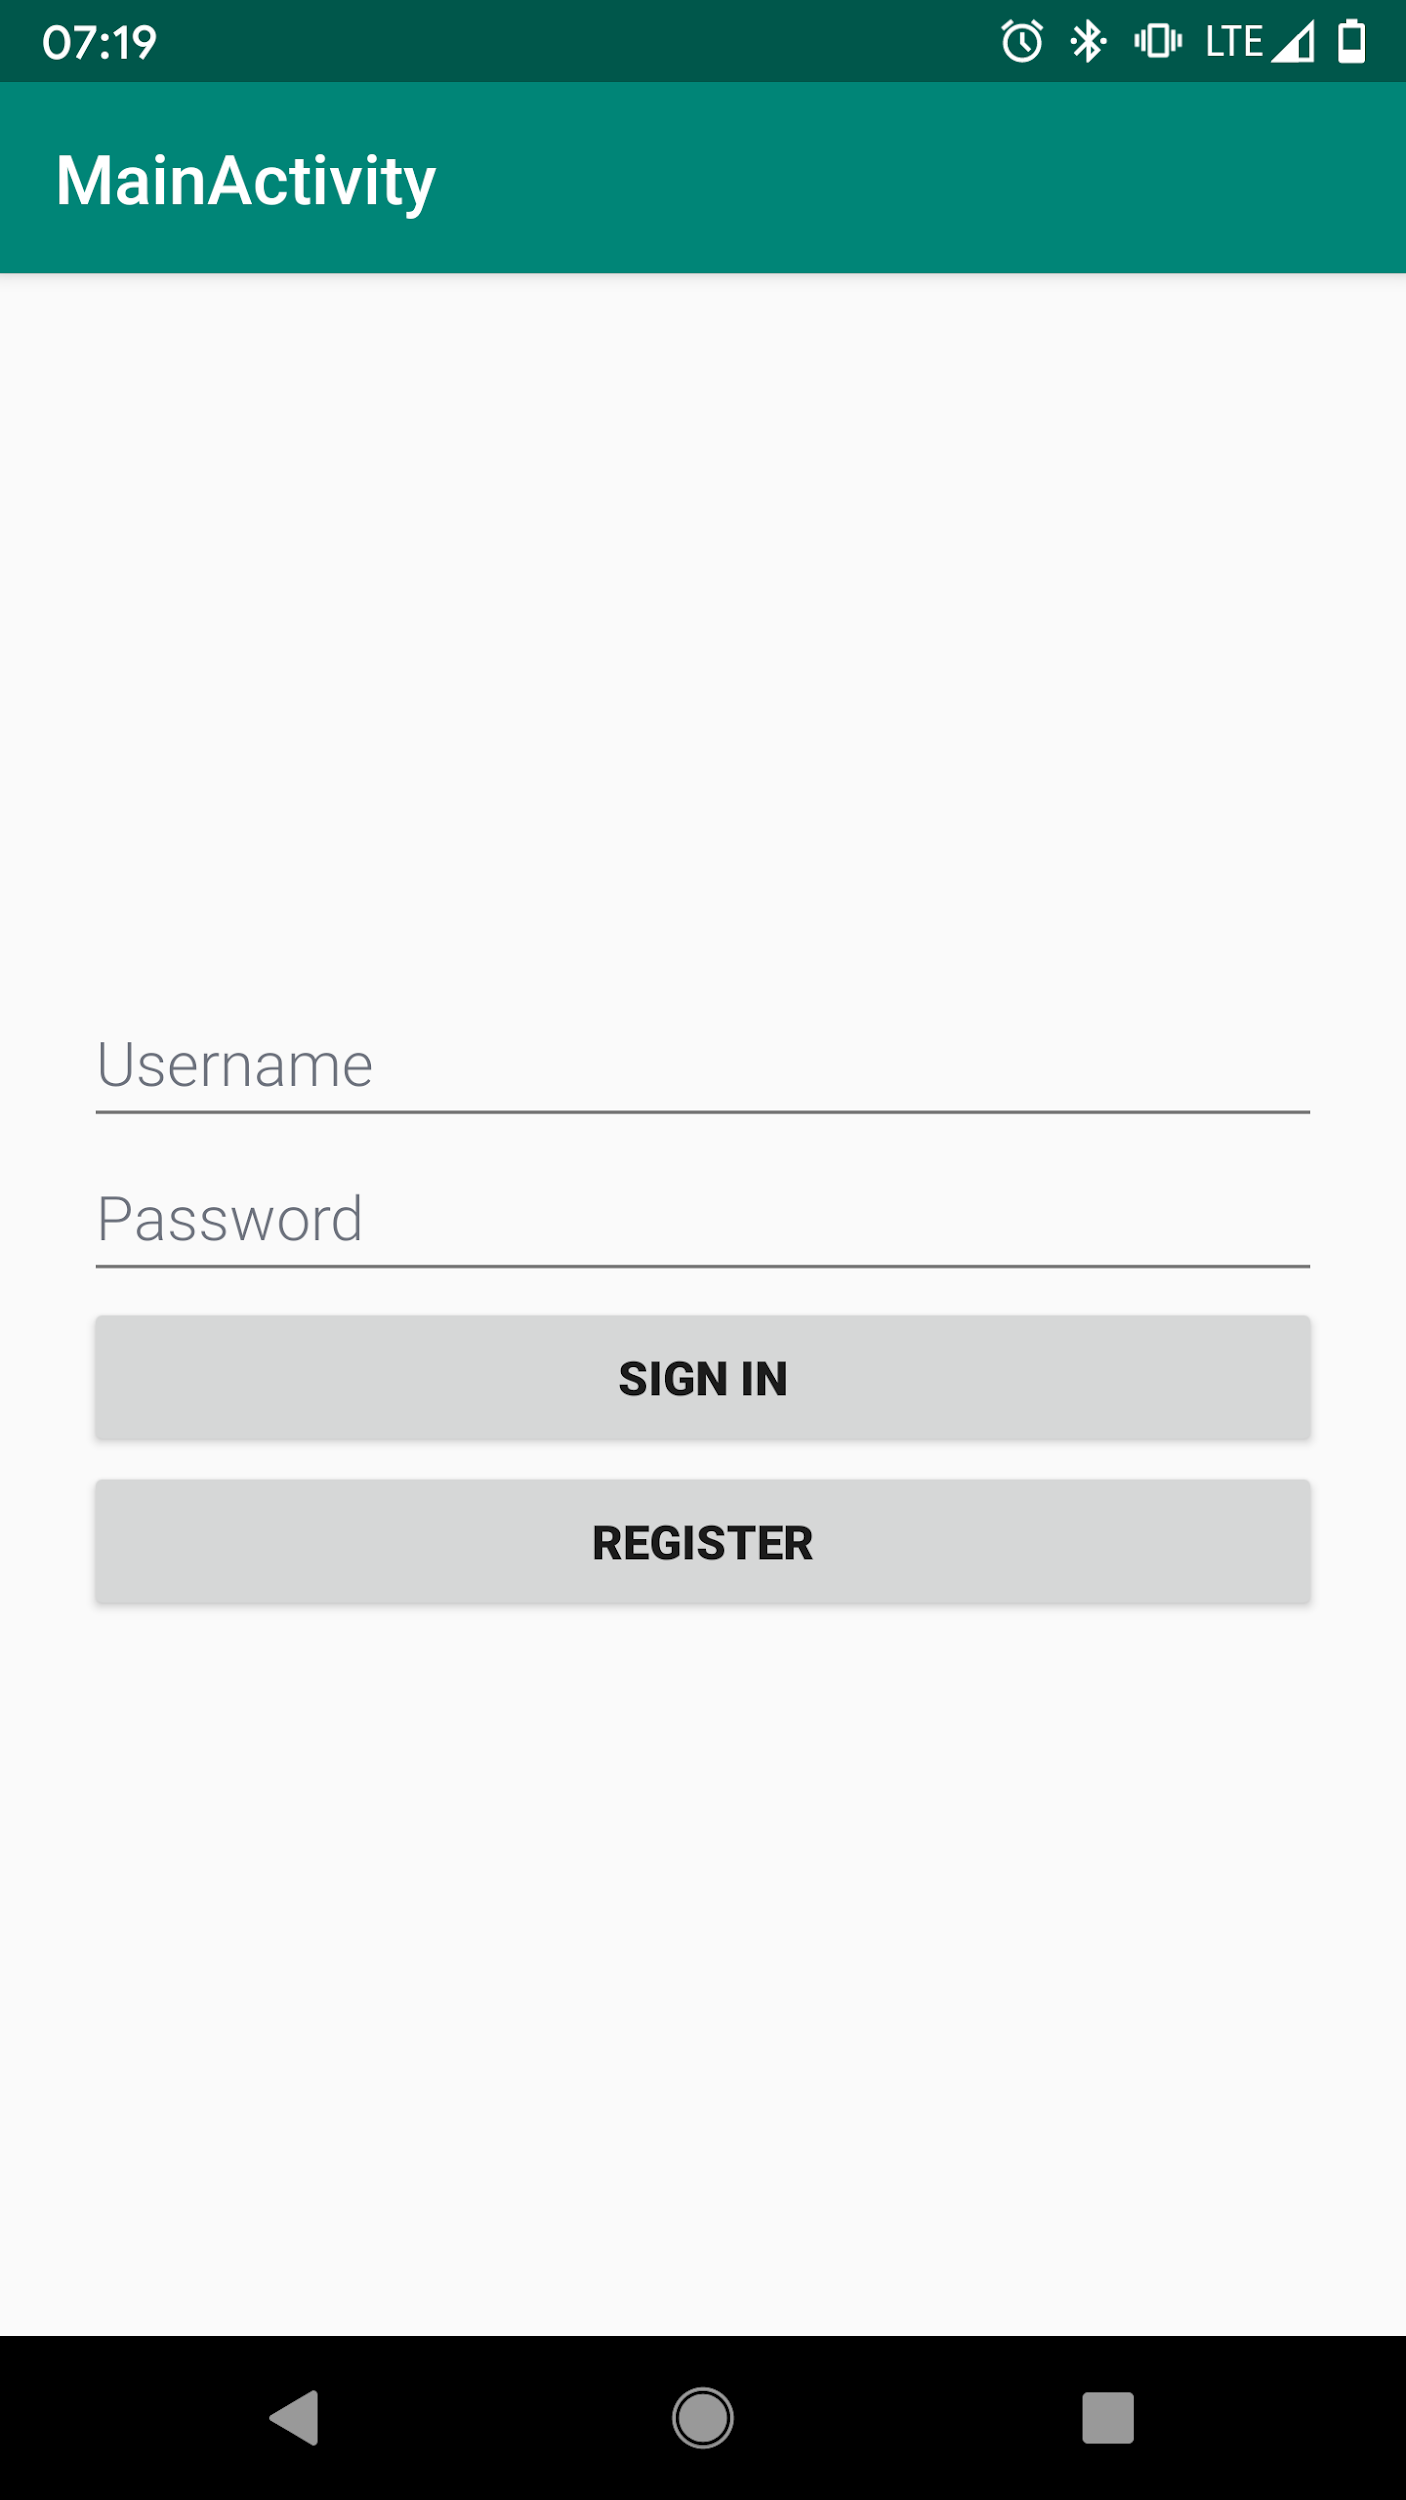 07:19 LTE
MainActivity
Username
Password
SIGN IN
REGISTER